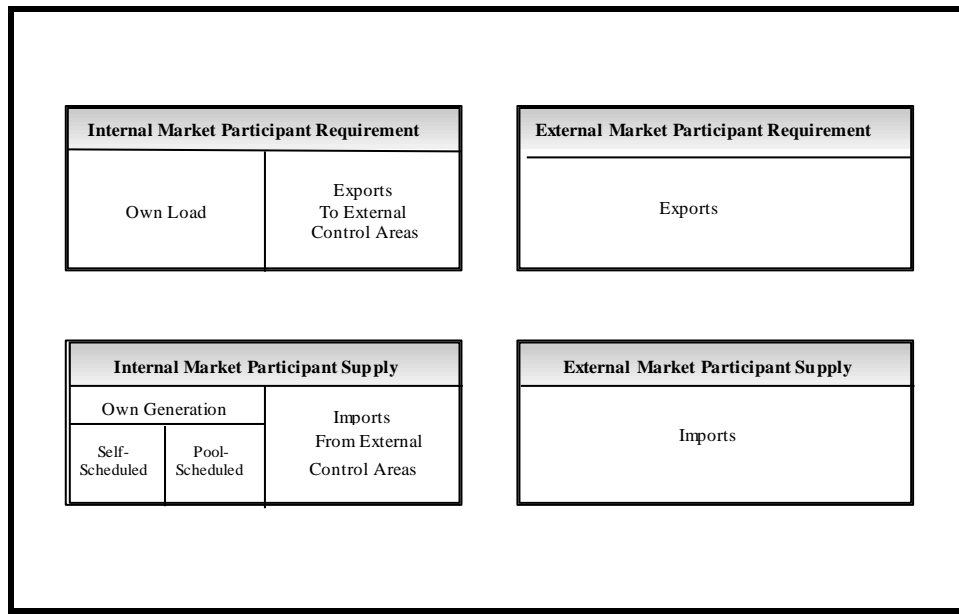 Internal Market Participant Requirement
Own Load
Exports
To External
Control Areas
External Market Participant Requirement
Exports
Internal Market Participant Supply
Own Generation
Self-
Scheduled
Pool-
Scheduled
Imports
From External
Control Areas
External Market Participant Supply
Imports